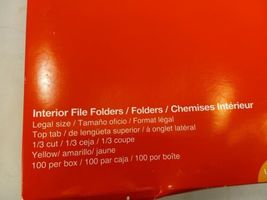 Interior File Folders / Folders / Chemises Intérieur
Legal size / Tamaño oficio / Format légal
Top tab / de lengüeta superior / à onglet latéral
1/3 cut / 1/3 ceja / 1/3 coupe
Yellow/ amarillo/ jaune
100 per box / 100 par caja / 100 par boîte